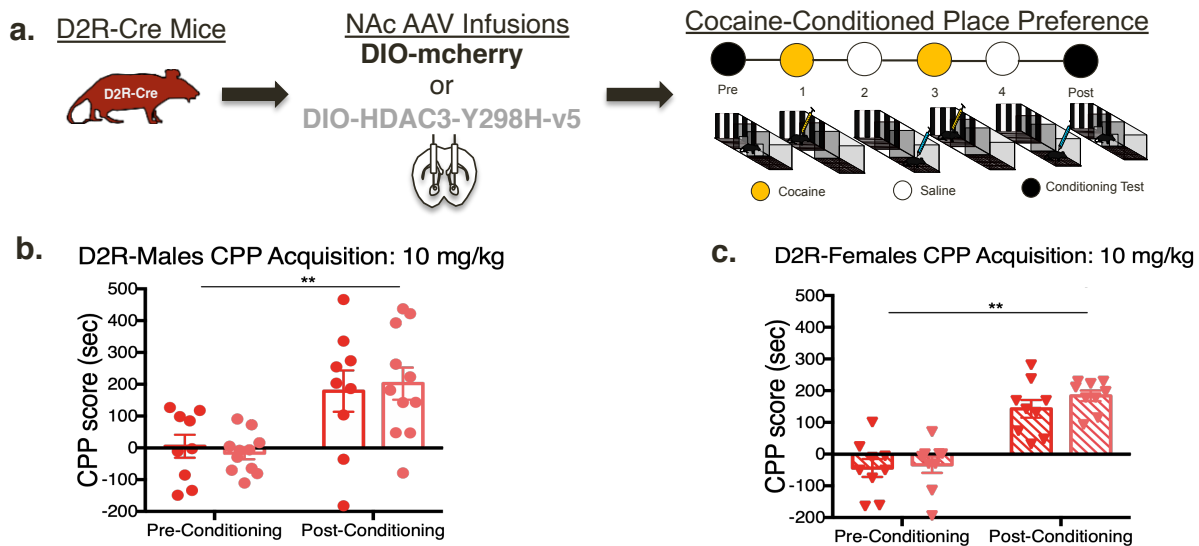 a.
D2R-Cre Mice
D2R-Cre
NAc AAV Infusions
DIO-mcherry
or
DIO-HDAC3-Y298H-v5
Cocaine-Conditioned Place Preference
Pre 1 2 3 4 Post
Cocaine Saline Conditioning Test
b.
D2R-Males CPP Acquisition: 10 mg/kg
**
CPP score (sec)
500
400
300
200
100
0
-100
-200
Pre-Conditioning Post-Conditioning
c.
D2R-Females CPP Acquisition: 10 mg/kg
**
CPP score (sec)
500
400
300
200
100
0
-100
-200
Pre-Conditioning Post-Conditioning